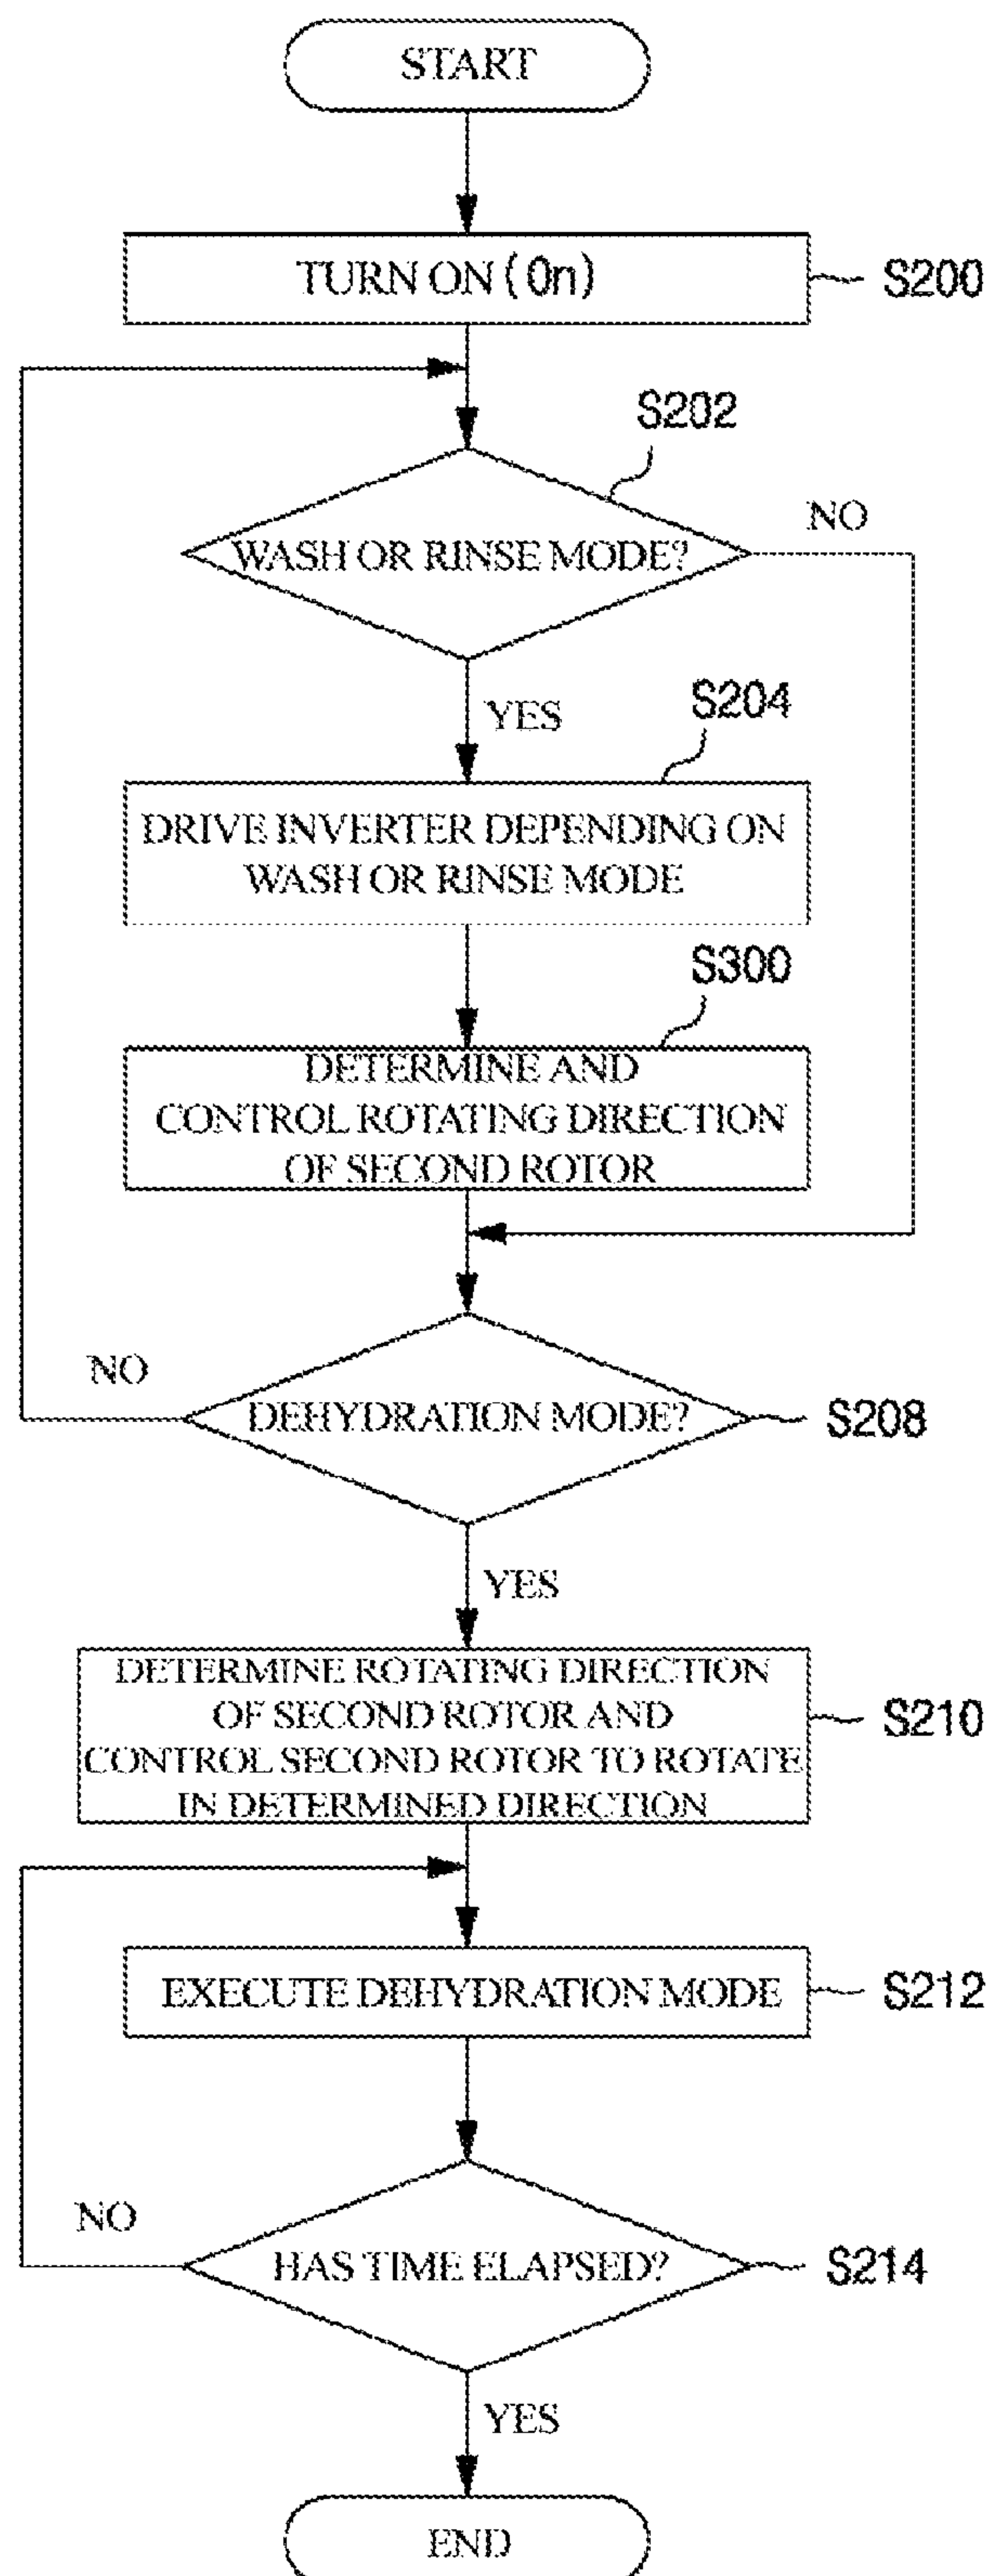 START
TURN ON (On)
S200
S202
WASH OR RINSE MODE?
NO
YES
S204
DRIVE INVERTER DEPENDING ON
WASH OR RINSE MODE
S300
DETERMINE AND
CONTROL ROTATING DIRECTION
OF SECOND ROTOR
NO
DEHYDRATION MODE?
S208
YES
DETERMINE ROTATING DIRECTION
OF SECOND ROTOR AND
CONTROL SECOND ROTOR TO ROTATE
IN DETERMINED DIRECTION
S210
EXECUTE DEHYDRATION MODE
S212
NO
HAS TIME ELAPSED?
S214
YES
END